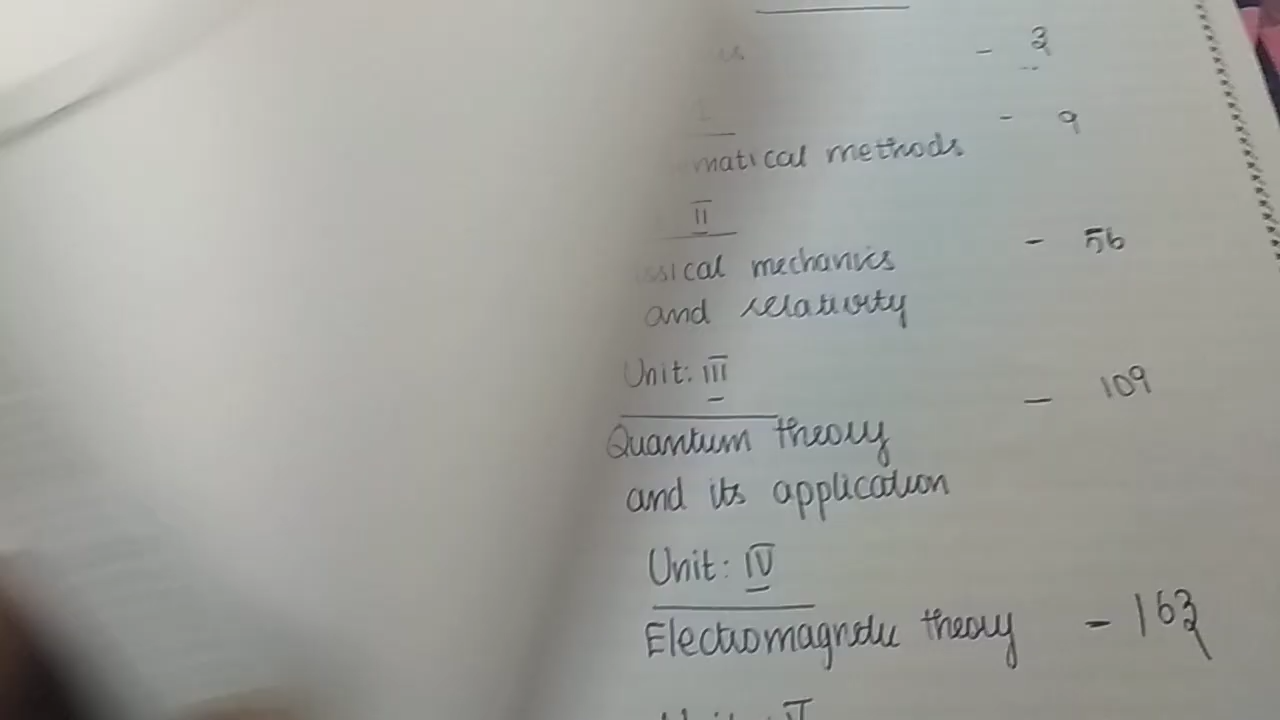 - 3
- 9
matical methods
II
sical mechanics - 56
and relativity
Unit: III
Quantum theory - 109
and its application
Unit: IV
Electromagnetic theory - 163